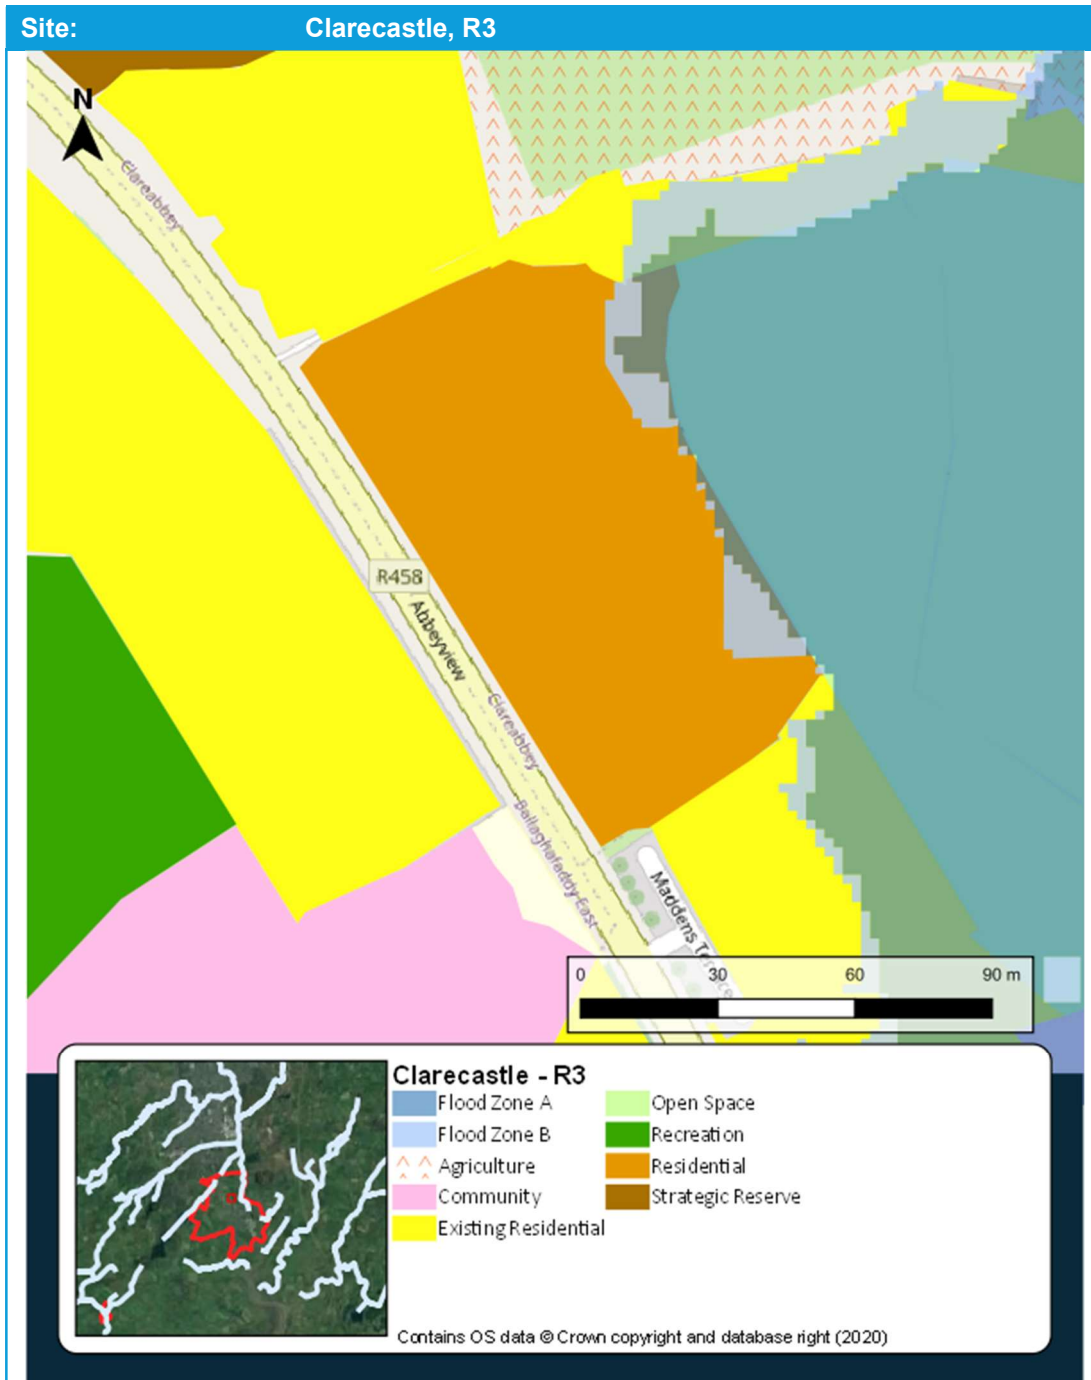 Site: Clarecastle, R3
N
Clareabbey
R458
Abbeyview
Clareabbey
Ballaghafaddy East
Maddens Terrace
0 30 60 90 m
Clarecastle - R3
Flood Zone A
Open Space
Flood Zone B
Recreation
Agriculture
Residential
Community
Strategic Reserve
Existing Residential
Contains OS data © Crown copyright and database right (2020)